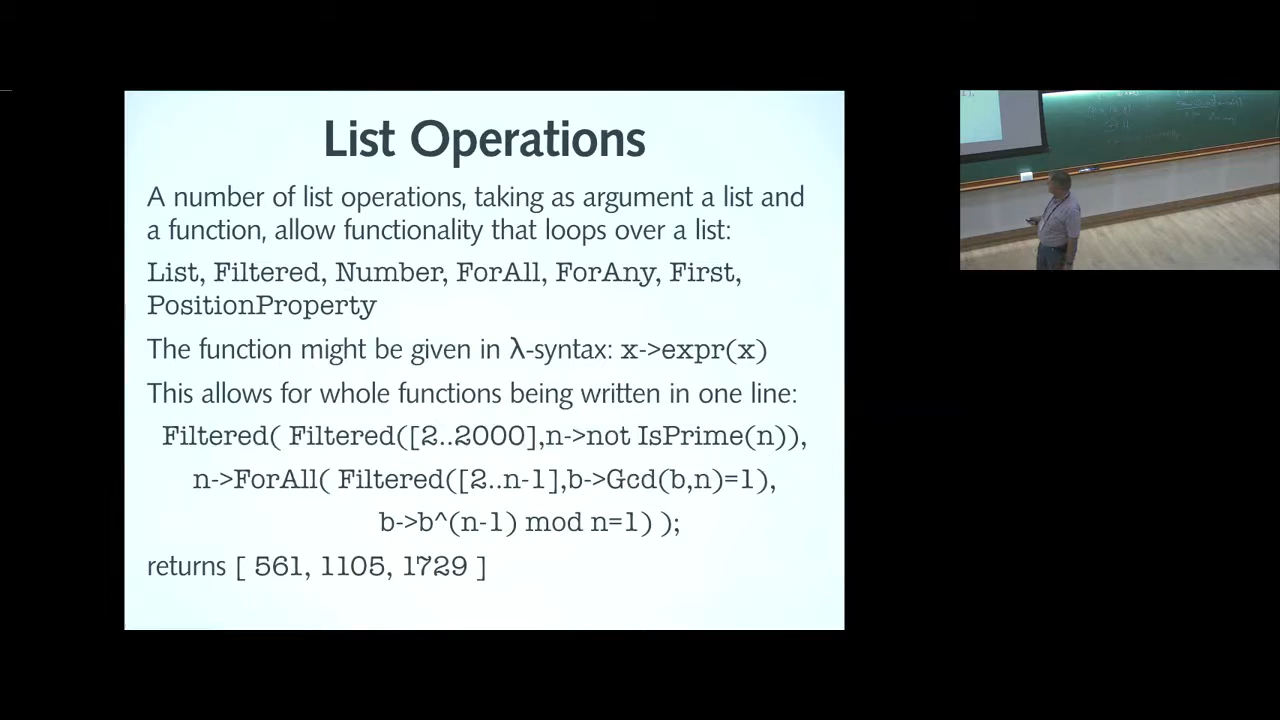 List Operations
A number of list operations, taking as argument a list and
a function, allow functionality that loops over a list:
List, Filtered, Number, ForAll, ForAny, First,
PositionProperty
The function might be given in λ-syntax: x->expr(x)
This allows for whole functions being written in one line:
Filtered( Filtered([2..2000],n->not IsPrime(n)),
n->ForAll( Filtered([2..n-1],b->Gcd(b,n)=1),
b->b^(n-1) mod n=1) );
returns [ 561, 1105, 1729 ]